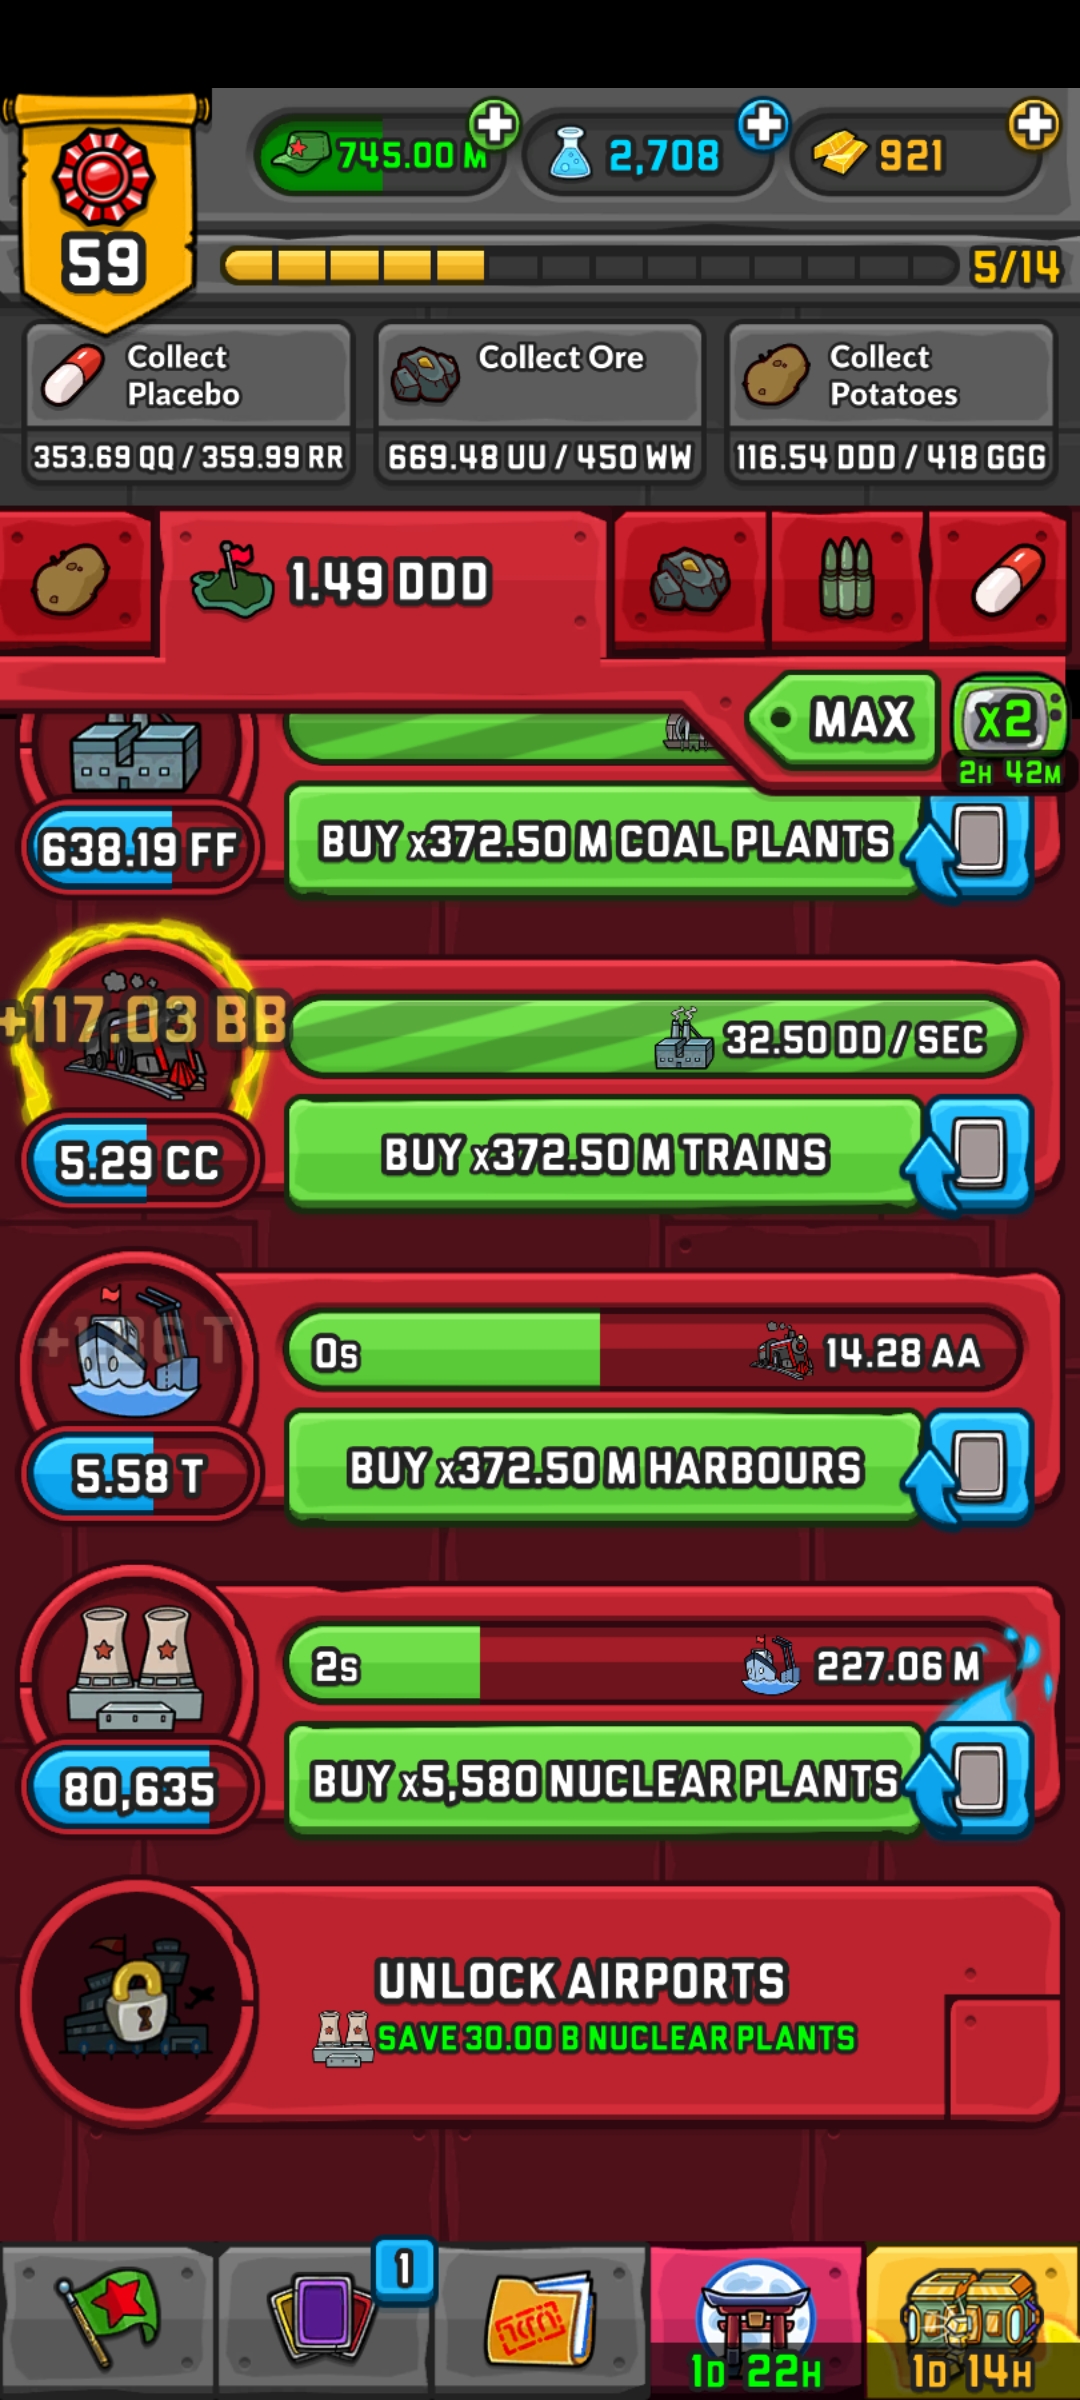 745.00 M
2,708
921
59
5/14
Collect
Placebo
353.69 QQ / 359.99 RR
Collect Ore
669.48 UU / 450 WW
Collect
Potatoes
116.54 DDD / 418 GGG
1.49 DDD
MAX
x2
2H 42M
638.19 FF
BUY x372.50 M COAL PLANTS
+117.03 BB
32.50 DD / SEC
5.29 CC
BUY x372.50 M TRAINS
0s
14.28 AA
5.58 T
BUY x372.50 M HARBOURS
2s
227.06 M
80,635
BUY x5,580 NUCLEAR PLANTS
UNLOCK AIRPORTS
SAVE 30.00 B NUCLEAR PLANTS
1
1D 22H
1D 14H